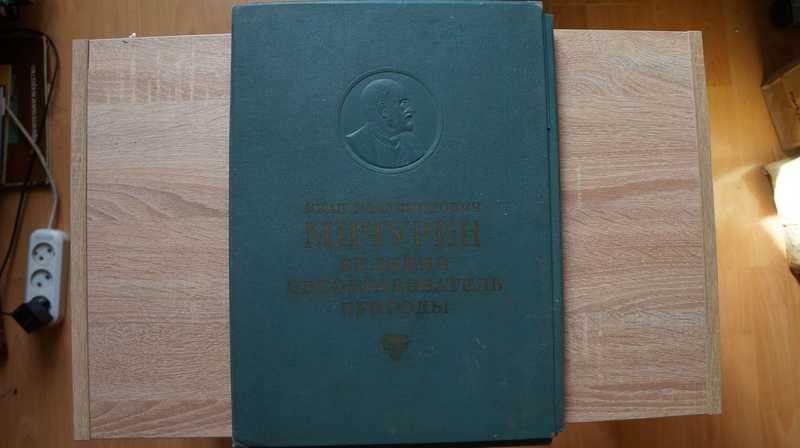 ИВАН ВЛАДИМИРОВИЧ
МИЧУРИН
ВЕЛИКИЙ
ПРЕОБРАЗОВАТЕЛЬ
ПРИРОДЫ